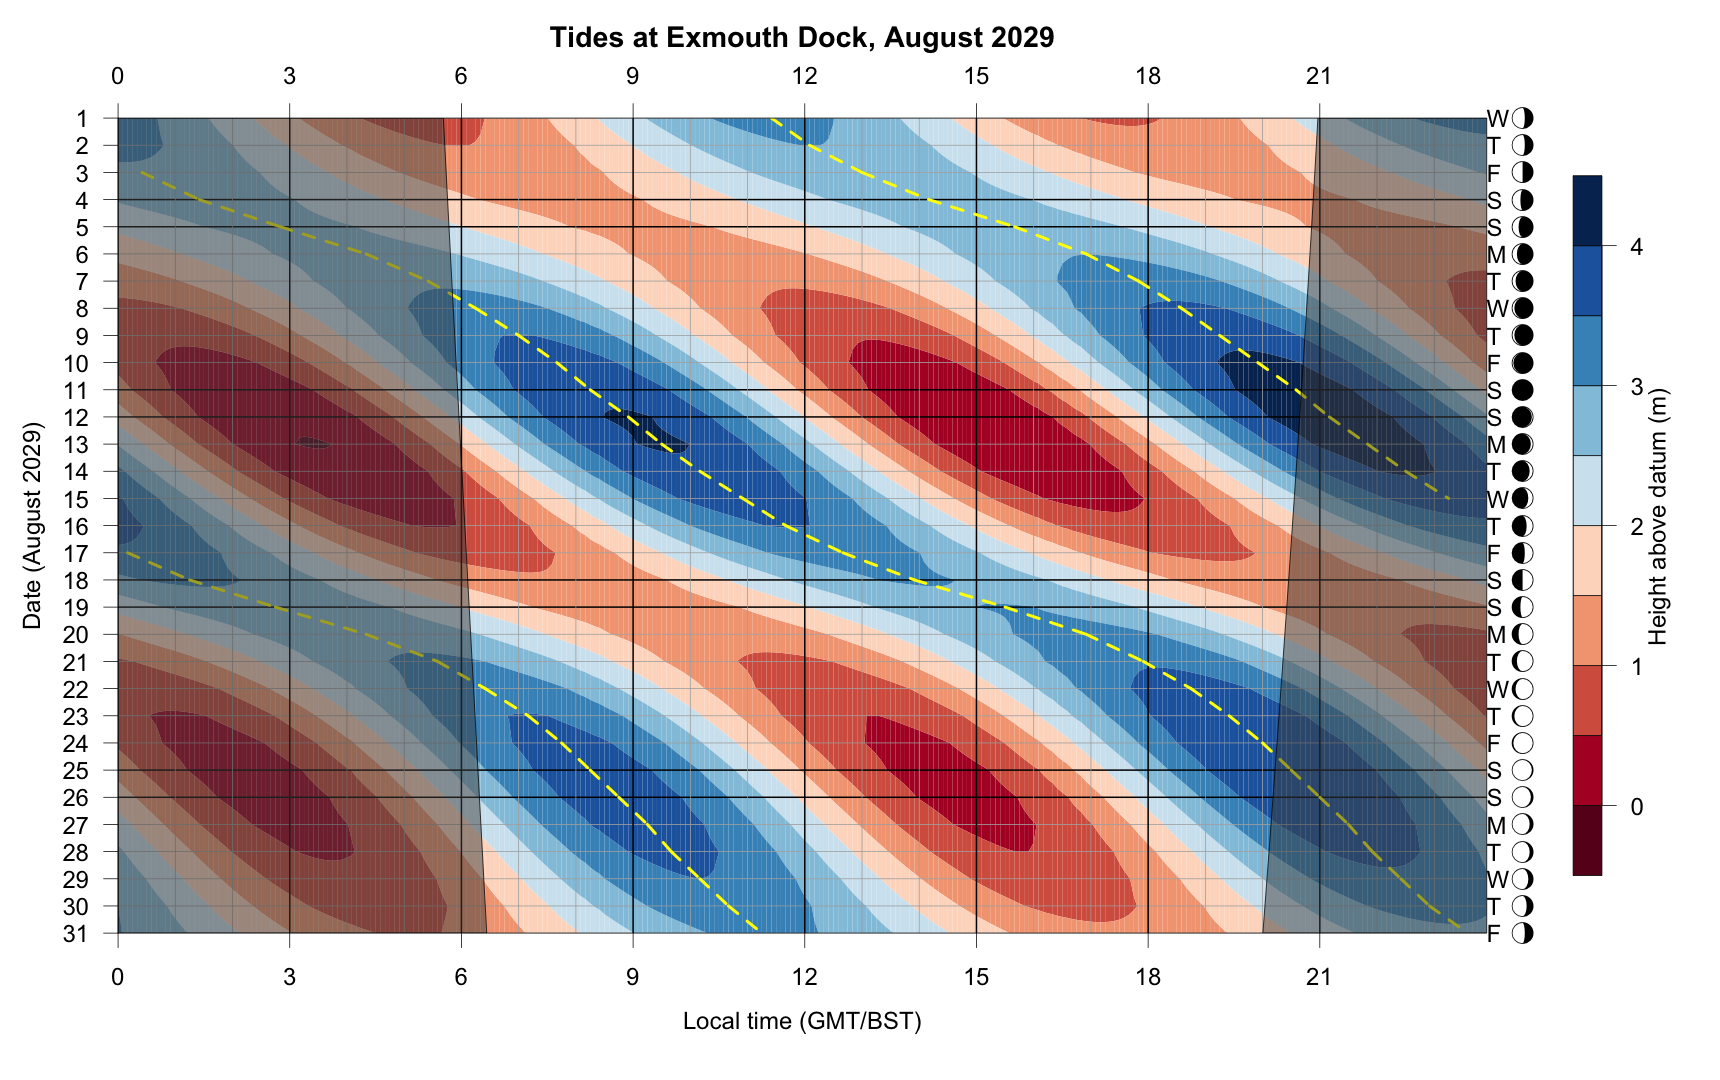 Tides at Exmouth Dock, August 2029
0 3 6 9 12 15 18 21
1 W
2 T
3 F
4 S
5 S
6 M
7 T
8 W
9 T
10 F
11 S
12 S
13 M
14 T
15 W
16 T
17 F
18 S
19 S
20 M
21 T
22 W
23 T
24 F
25 S
26 S
27 M
28 T
29 W
30 T
31 F
0 3 6 9 12 15 18 21
Local time (GMT/BST)
Date (August 2029)
4
3
2
1
0
Height above datum (m)